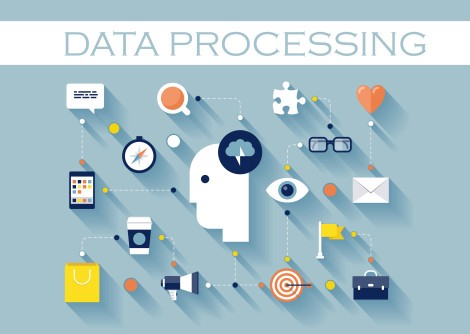 DATA PROCESSING